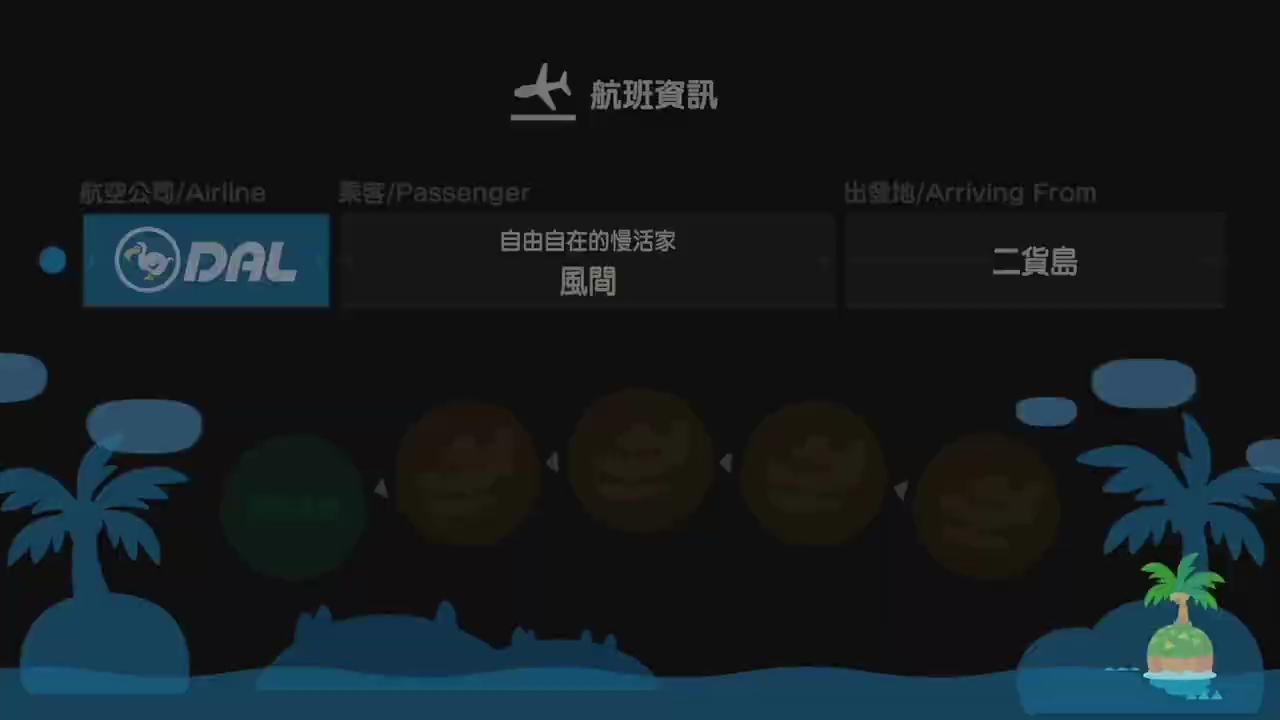 航班資訊
航空公司/Airline
乘客/Passenger
出發地/Arriving From
DAL
自由自在的慢活家
風間
二貨島